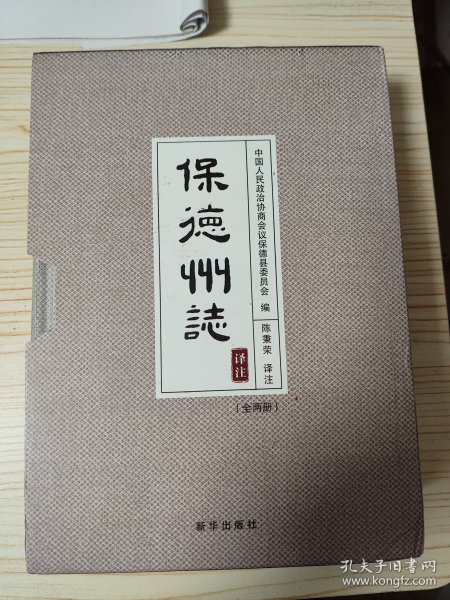 保德州誌
译注
中国人民政治协商会议保德县委员会 编
陈秉荣 译注
（全两册）
新华出版社
孔夫子旧书网
www.kongfz.com